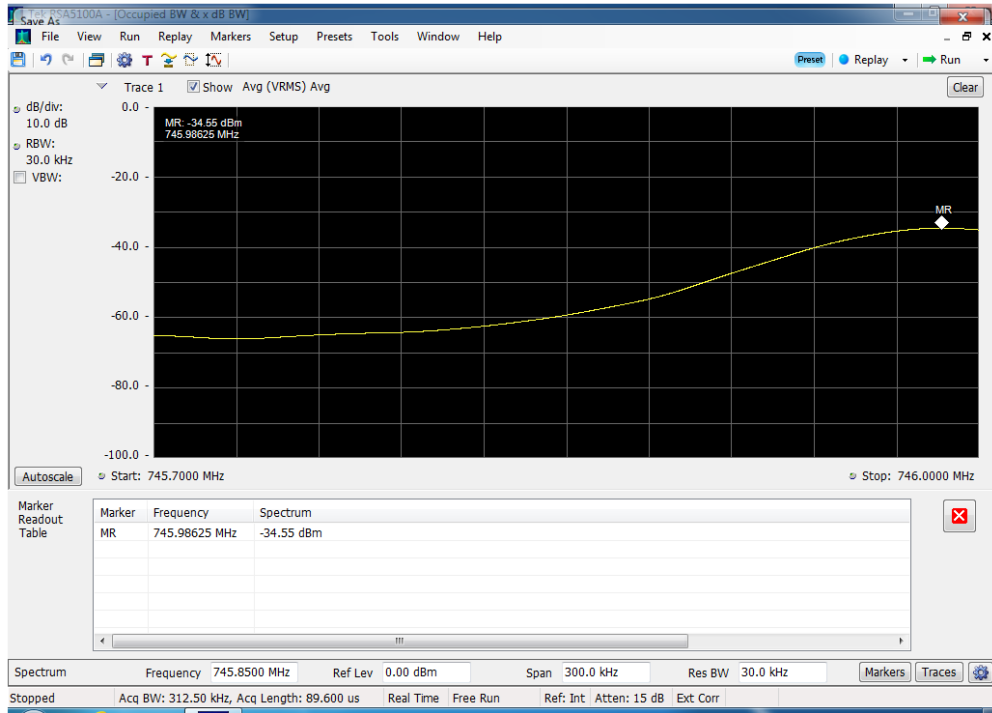 Tek RSA5100A - [Occupied BW & x dB BW]
Save As
File View Run Replay Markers Setup Presets Tools Window Help
Preset Replay Run
Trace 1 Show Avg (VRMS) Avg Clear
dB/div:
10.0 dB
RBW:
30.0 kHz
VBW:
0.0
-20.0
-40.0
-60.0
-80.0
-100.0
MR: -34.55 dBm
745.98625 MHz
MR
Autoscale Start: 745.7000 MHz Stop: 746.0000 MHz
Marker
Readout
Table
Marker Frequency Spectrum
MR 745.98625 MHz -34.55 dBm
Spectrum Frequency 745.8500 MHz Ref Lev 0.00 dBm Span 300.0 kHz Res BW 30.0 kHz Markers Traces
Stopped Acq BW: 312.50 kHz, Acq Length: 89.600 us Real Time Free Run Ref: Int Atten: 15 dB Ext Corr